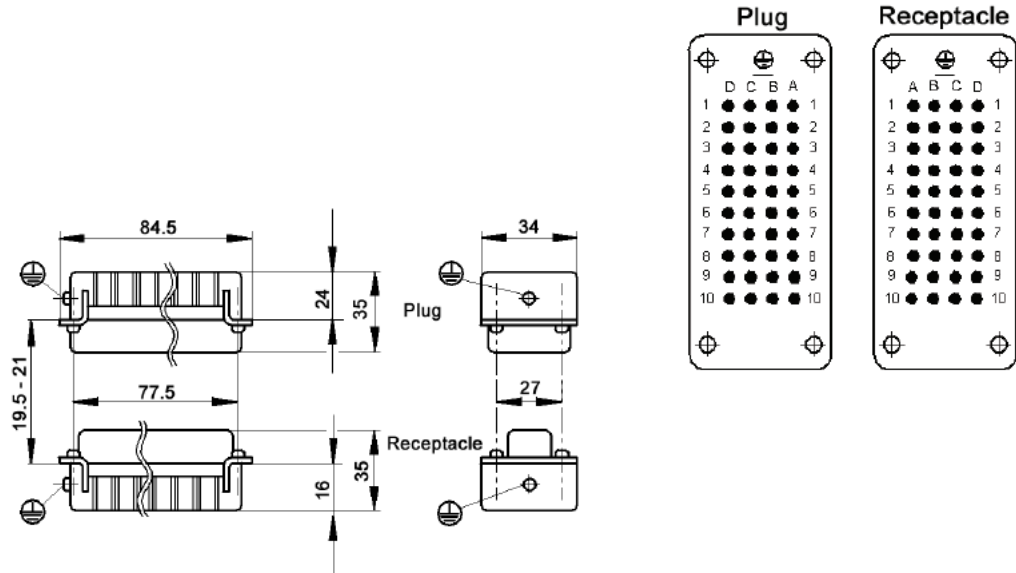 Plug Receptacle
D C B A A B C D
1 1 1 1
2 2 2 2
3 3 3 3
4 4 4 4
5 5 5 5
6 6 6 6
7 7 7 7
8 8 8 8
9 9 9 9
10 10 10 10
84.5
34
24
35
Plug
19.5 - 21
77.5
27
Receptacle
35
16